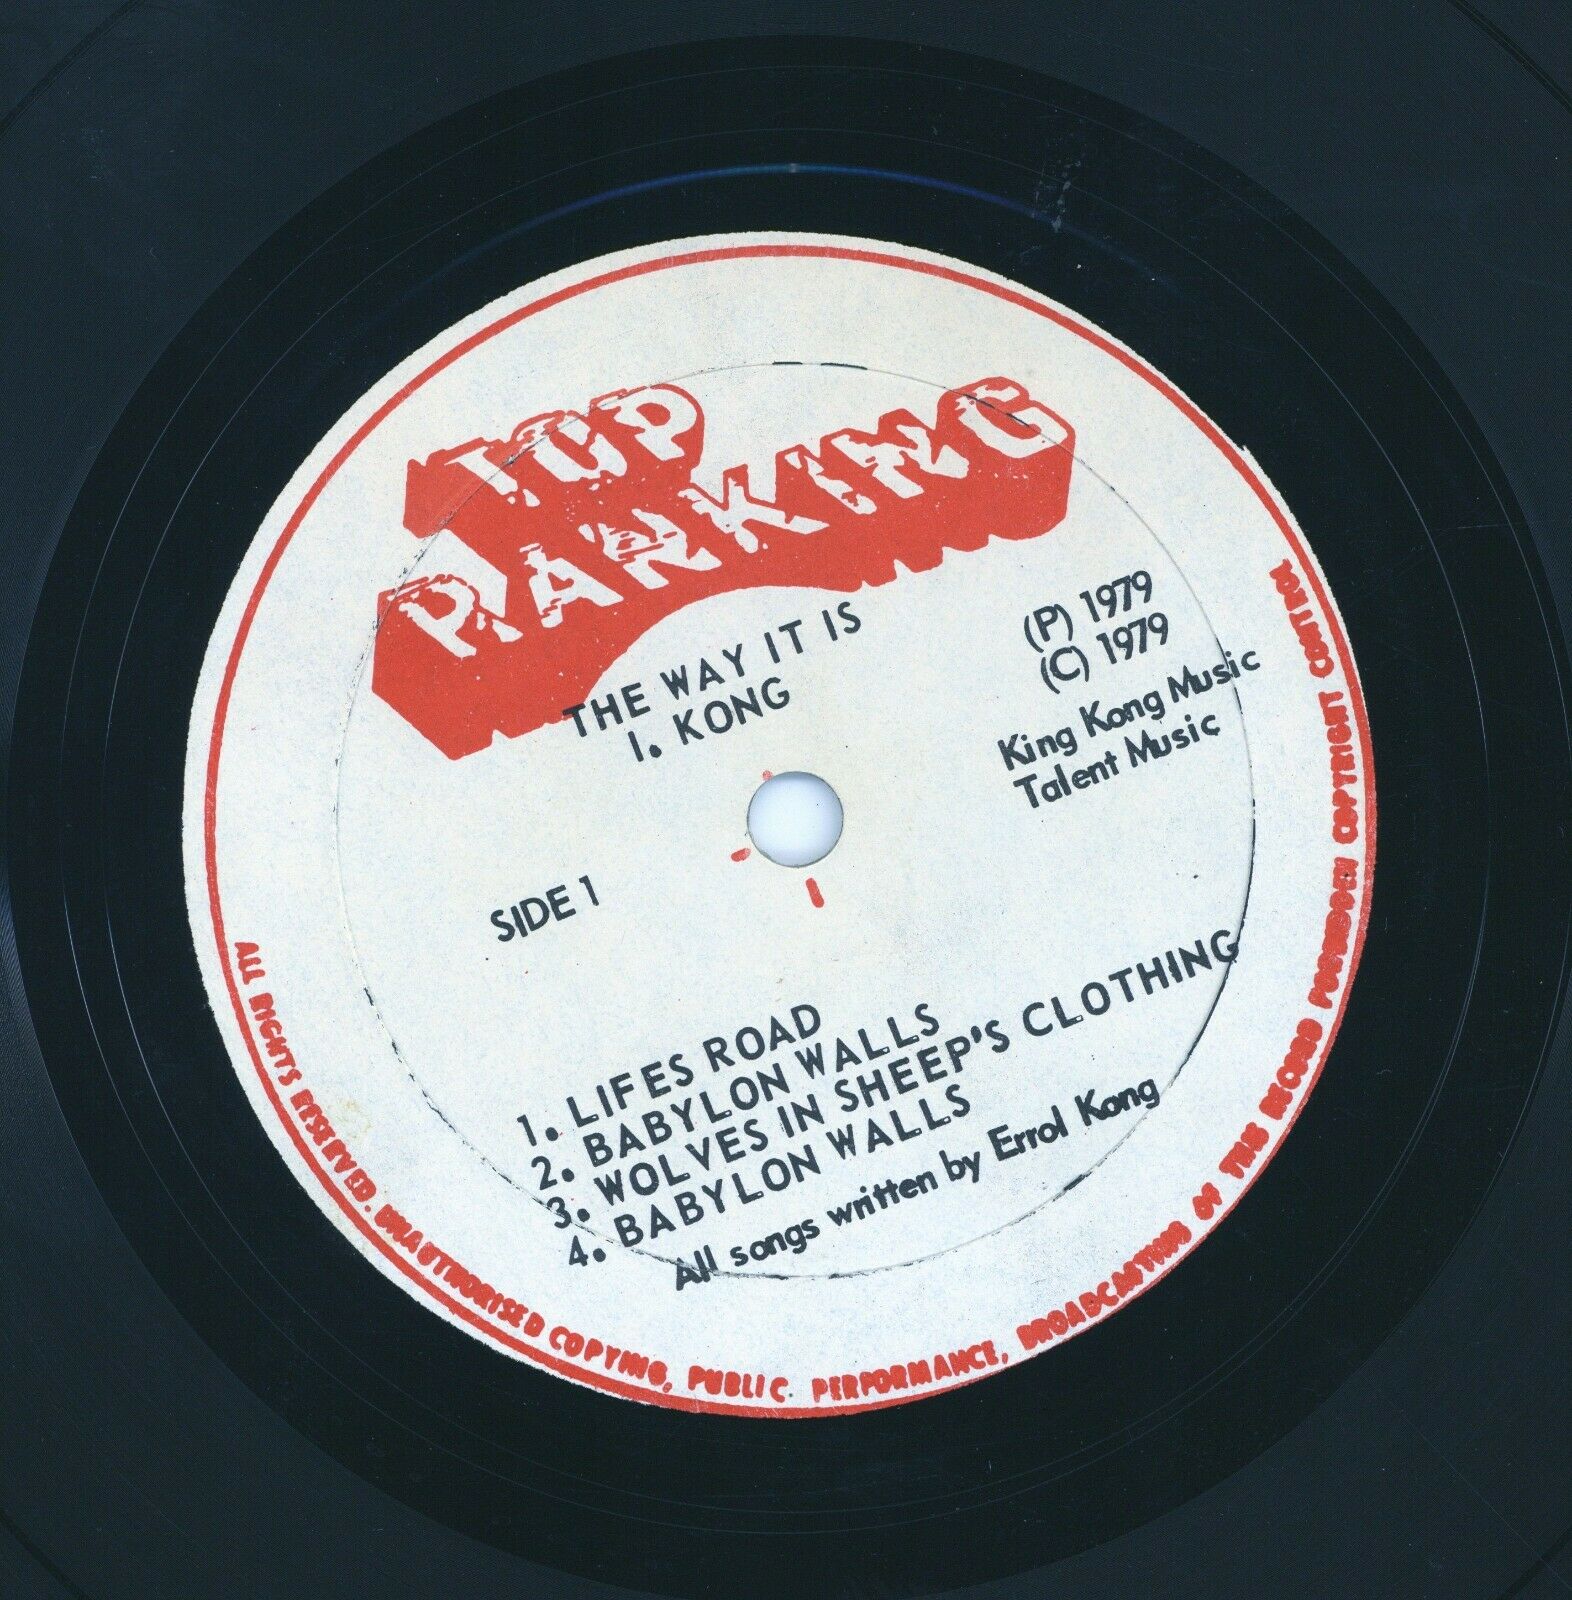 TOP
RANKING
THE WAY IT IS
I. KONG
(P) 1979
(C) 1979
King Kong Music
Talent Music
SIDE 1
1. LIFES ROAD
2. BABYLON WALLS
3. WOLVES IN SHEEP'S CLOTHING
4. BABYLON WALLS
All songs written by Errol Kong
ALL RIGHTS RESERVED. UNAUTHORISED COPYING, PUBLIC. PERFORMANCE, BROADCASTING OF THIS RECORD FORBIDDEN COPYRIGHT CONTROL